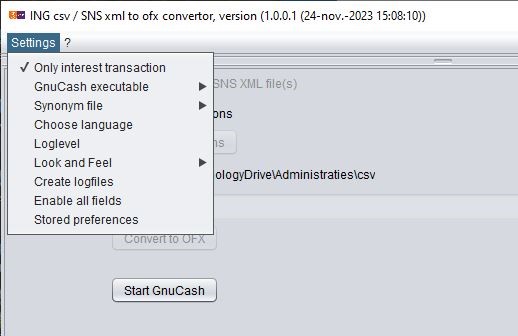 ING csv / SNS xml to ofx convertor, version (1.0.0.1 (24-nov.-2023 15:08:10))
Settings ?
Only interest transaction
SNS XML file(s)
GnuCash executable
Synonym file
ons
Choose language
Loglevel
ns
Look and Feel
ologyDrive\Administraties\csv
Create logfiles
Enable all fields
Stored preferences
Convert to OFX
Start GnuCash